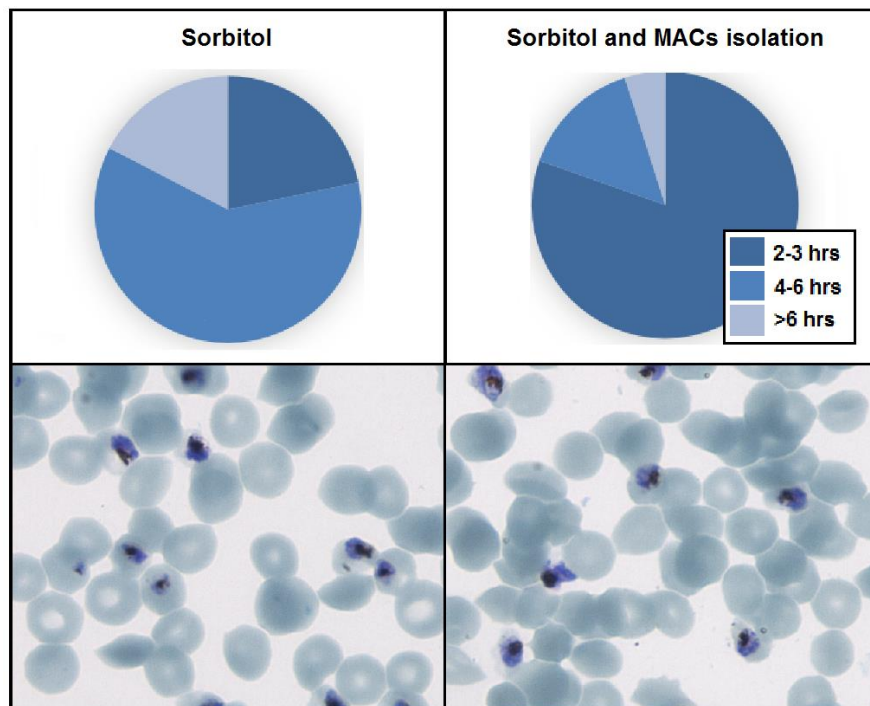 Sorbitol
Sorbitol and MACs isolation
2-3 hrs
4-6 hrs
>6 hrs